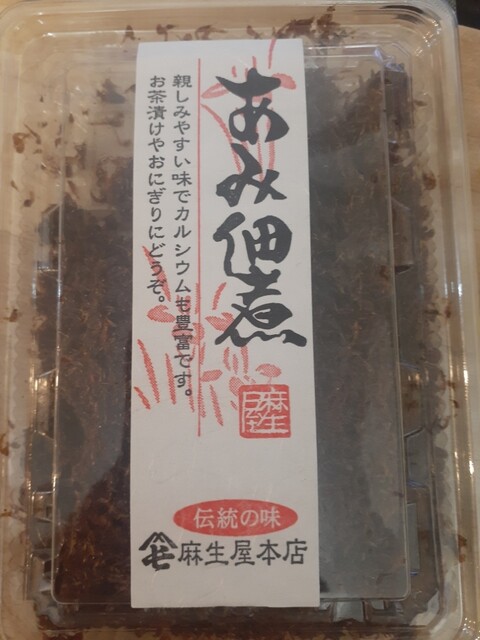 あみ佃煮
親しみやすい味でカルシウムも豊富です。
お茶漬けやおにぎりにどうぞ。
伝統の味
麻生屋本店